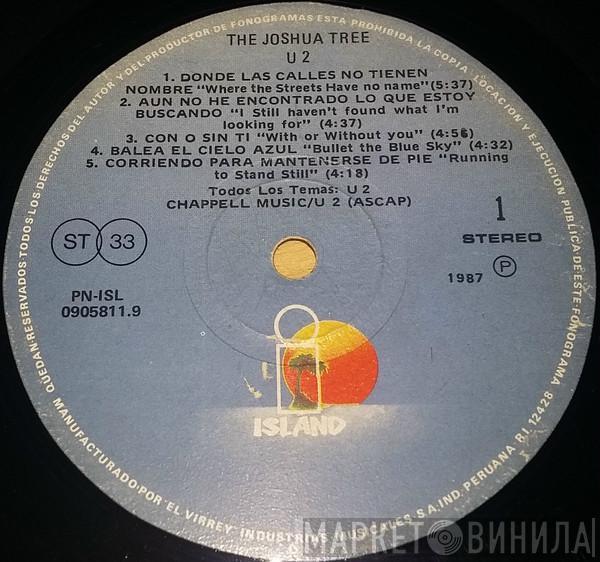 THE JOSHUA TREE
U 2
1. DONDE LAS CALLES NO TIENEN
NOMBRE "Where the Streets Have no name" (5:37)
2. AUN NO HE ENCONTRADO LO QUE ESTOY
BUSCANDO "I Still haven't found what I'm
looking for" (4:37)
3. CON O SIN TI "With or Without you" (4:56)
4. BALEA EL CIELO AZUL "Bullet the Blue Sky" (4:32)
5. CORRIENDO PARA MANTENERSE DE PIE "Running
to Stand Still" (4:18)
Todos Los Temas: U 2
CHAPPELL MUSIC/U 2 (ASCAP)
ST 33
1
STEREO
PN-ISL
0905811.9
1987 Ⓟ
ISLAND
QUEDAN RESERVADOS TODOS LOS DERECHOS DEL AUTOR Y DEL PRODUCTOR DE FONOGRAMAS ESTA PROHIBIDA LA COPIA LOCACION Y EJECUCION PUBLICA DE ESTE FONOGRAMA
MANUFACTURADO POR "EL VIRREY" INDUSTRIAS MUSICALES S.A. IND. PERUANA R.I. 12428
МАРКЕТ ВИНИЛА